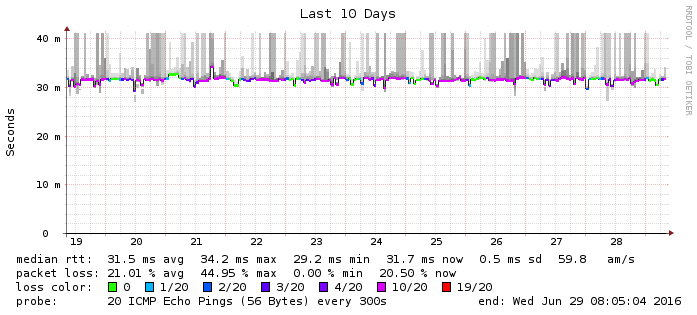 Last 10 Days
RRDTOOL / TOBI OETIKER
Seconds
40 m
30 m
20 m
10 m
0
19 20 21 22 23 24 25 26 27 28
median rtt: 31.5 ms avg 34.2 ms max 29.2 ms min 31.7 ms now 0.5 ms sd 59.8 am/s
packet loss: 21.01 % avg 44.95 % max 0.00 % min 20.50 % now
loss color: 0 1/20 2/20 3/20 4/20 10/20 19/20
probe: 20 ICMP Echo Pings (56 Bytes) every 300s end: Wed Jun 29 08:05:04 2016